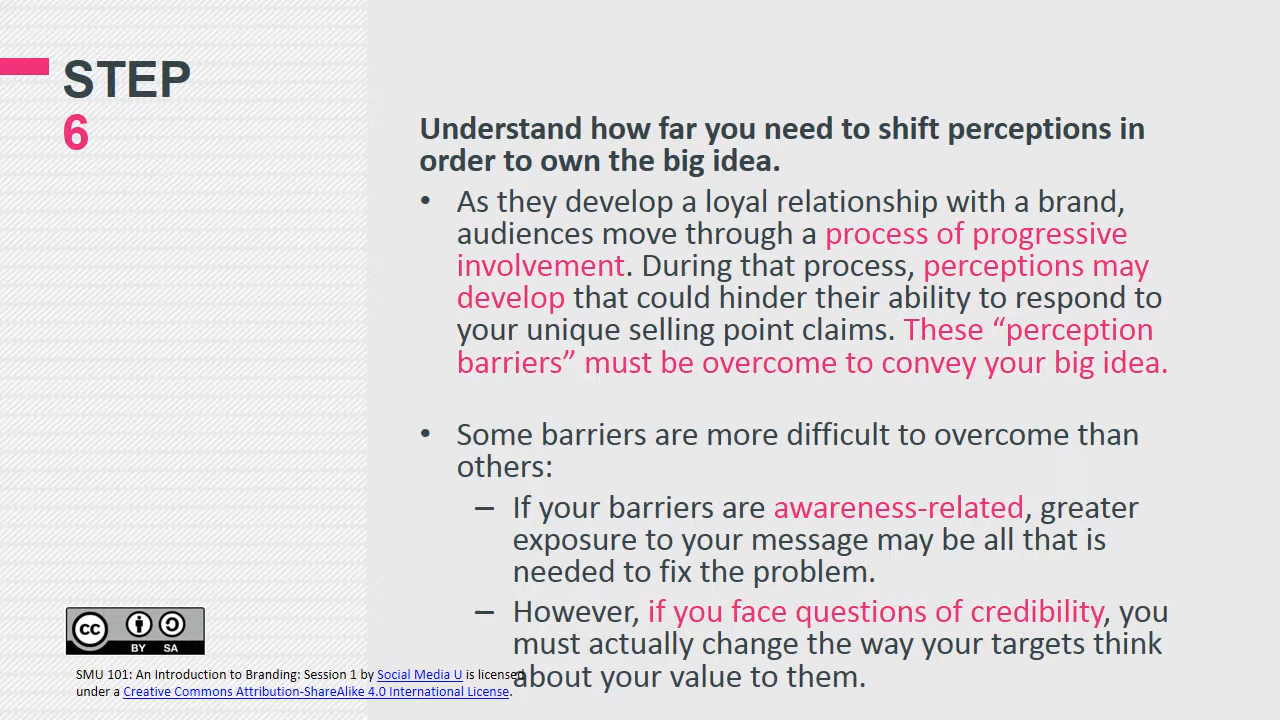 STEP
6
Understand how far you need to shift perceptions in
order to own the big idea.
• As they develop a loyal relationship with a brand,
audiences move through a process of progressive
involvement. During that process, perceptions may
develop that could hinder their ability to respond to
your unique selling point claims. These “perception
barriers” must be overcome to convey your big idea.
• Some barriers are more difficult to overcome than
others:
– If your barriers are awareness-related, greater
exposure to your message may be all that is
needed to fix the problem.
– However, if you face questions of credibility, you
must actually change the way your targets think
about your value to them.
cc
BY SA
SMU 101: An Introduction to Branding: Session 1 by Social Media U is licensed
under a Creative Commons Attribution-ShareAlike 4.0 International License.